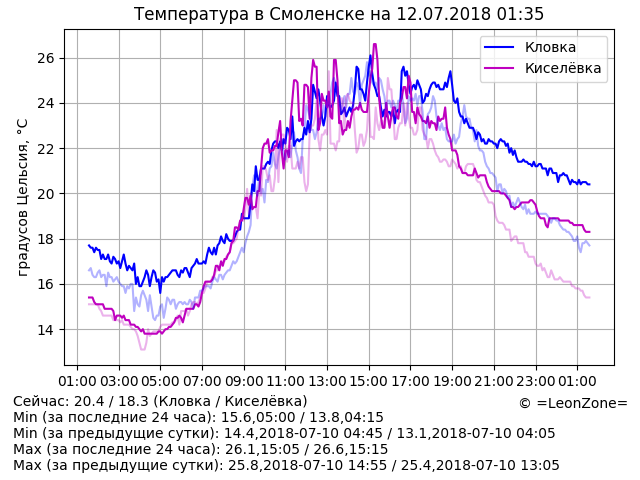 Температура в Смоленске на 12.07.2018 01:35
Кловка
Киселёвка
градусов Цельсия, °C
26
24
22
20
18
16
14
01:00 03:00 05:00 07:00 09:00 11:00 13:00 15:00 17:00 19:00 21:00 23:00 01:00
Сейчас: 20.4 / 18.3 (Кловка / Киселёвка)
© =LeonZone=
Min (за последние 24 часа): 15.6,05:00 / 13.8,04:15
Min (за предыдущие сутки): 14.4,2018-07-10 04:45 / 13.1,2018-07-10 04:05
Max (за последние 24 часа): 26.1,15:05 / 26.6,15:15
Max (за предыдущие сутки): 25.8,2018-07-10 14:55 / 25.4,2018-07-10 13:05